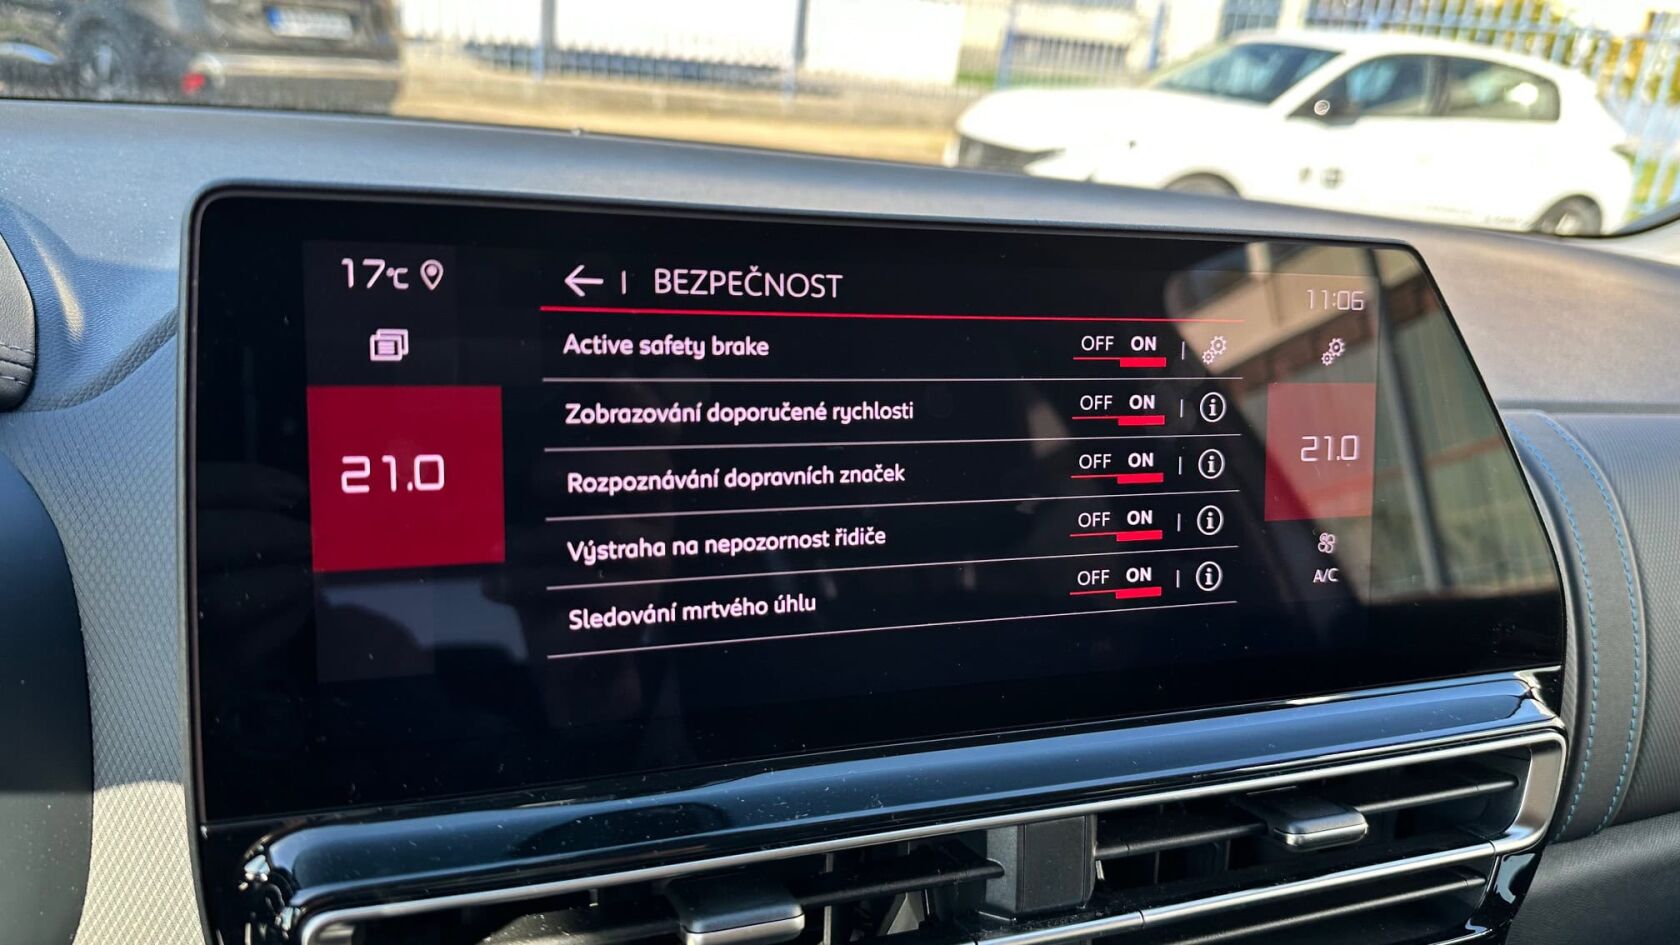 17°C
BEZPEČNOST
11:06
Active safety brake OFF ON
Zobrazování doporučené rychlosti OFF ON
21.0
21.0
Rozpoznávání dopravních značek OFF ON
Výstraha na nepozornost řidiče OFF ON
Sledování mrtvého úhlu OFF ON
A/C